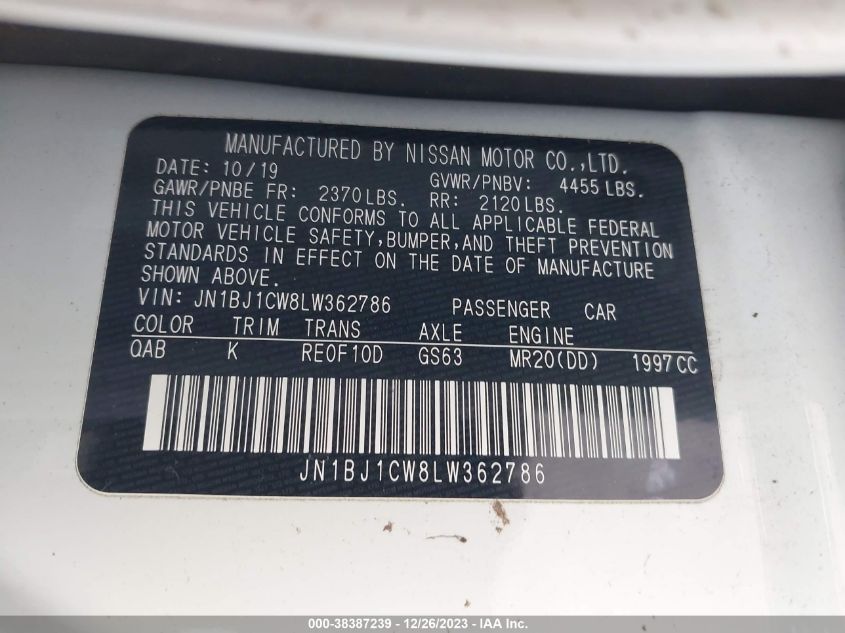 MANUFACTURED BY NISSAN MOTOR CO.,LTD.
DATE: 10/19 GVWR/PNBV: 4455 LBS.
GAWR/PNBE FR: 2370LBS. RR: 2120LBS.
THIS VEHICLE CONFORMS TO ALL APPLICABLE FEDERAL
MOTOR VEHICLE SAFETY,BUMPER,AND THEFT PREVENTION
STANDARDS IN EFFECT ON THE DATE OF MANUFACTURE
SHOWN ABOVE.
VIN: JN1BJ1CW8LW362786 PASSENGER CAR
COLOR TRIM TRANS AXLE ENGINE
QAB K RE0F10D GS63 MR20(DD) 1997CC
JN1BJ1CW8LW362786
000-38387239 - 12/26/2023 - IAA Inc.